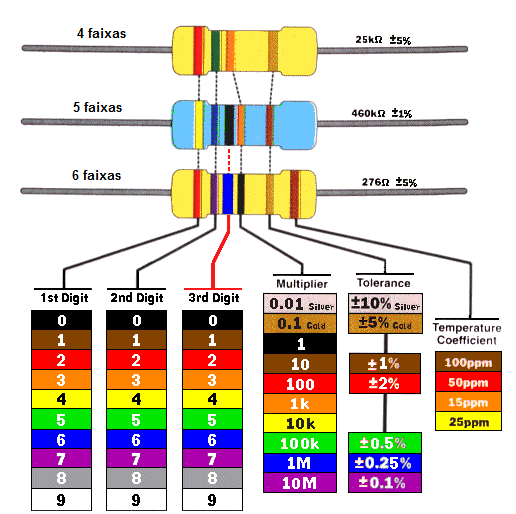 4 faixas
25kΩ ±5%
5 faixas
460kΩ ±1%
6 faixas
276Ω ±5%
1st Digit
0
1
2
3
4
5
6
7
8
9
2nd Digit
0
1
2
3
4
5
6
7
8
9
3rd Digit
0
1
2
3
4
5
6
7
8
9
Multiplier
0.01 Silver
0.1 Gold
1
10
100
1k
10k
100k
1M
10M
Tolerance
±10% Silver
±5% Gold
±1%
±2%
±0.5%
±0.25%
±0.1%
Temperature
Coefficient
100ppm
50ppm
15ppm
25ppm